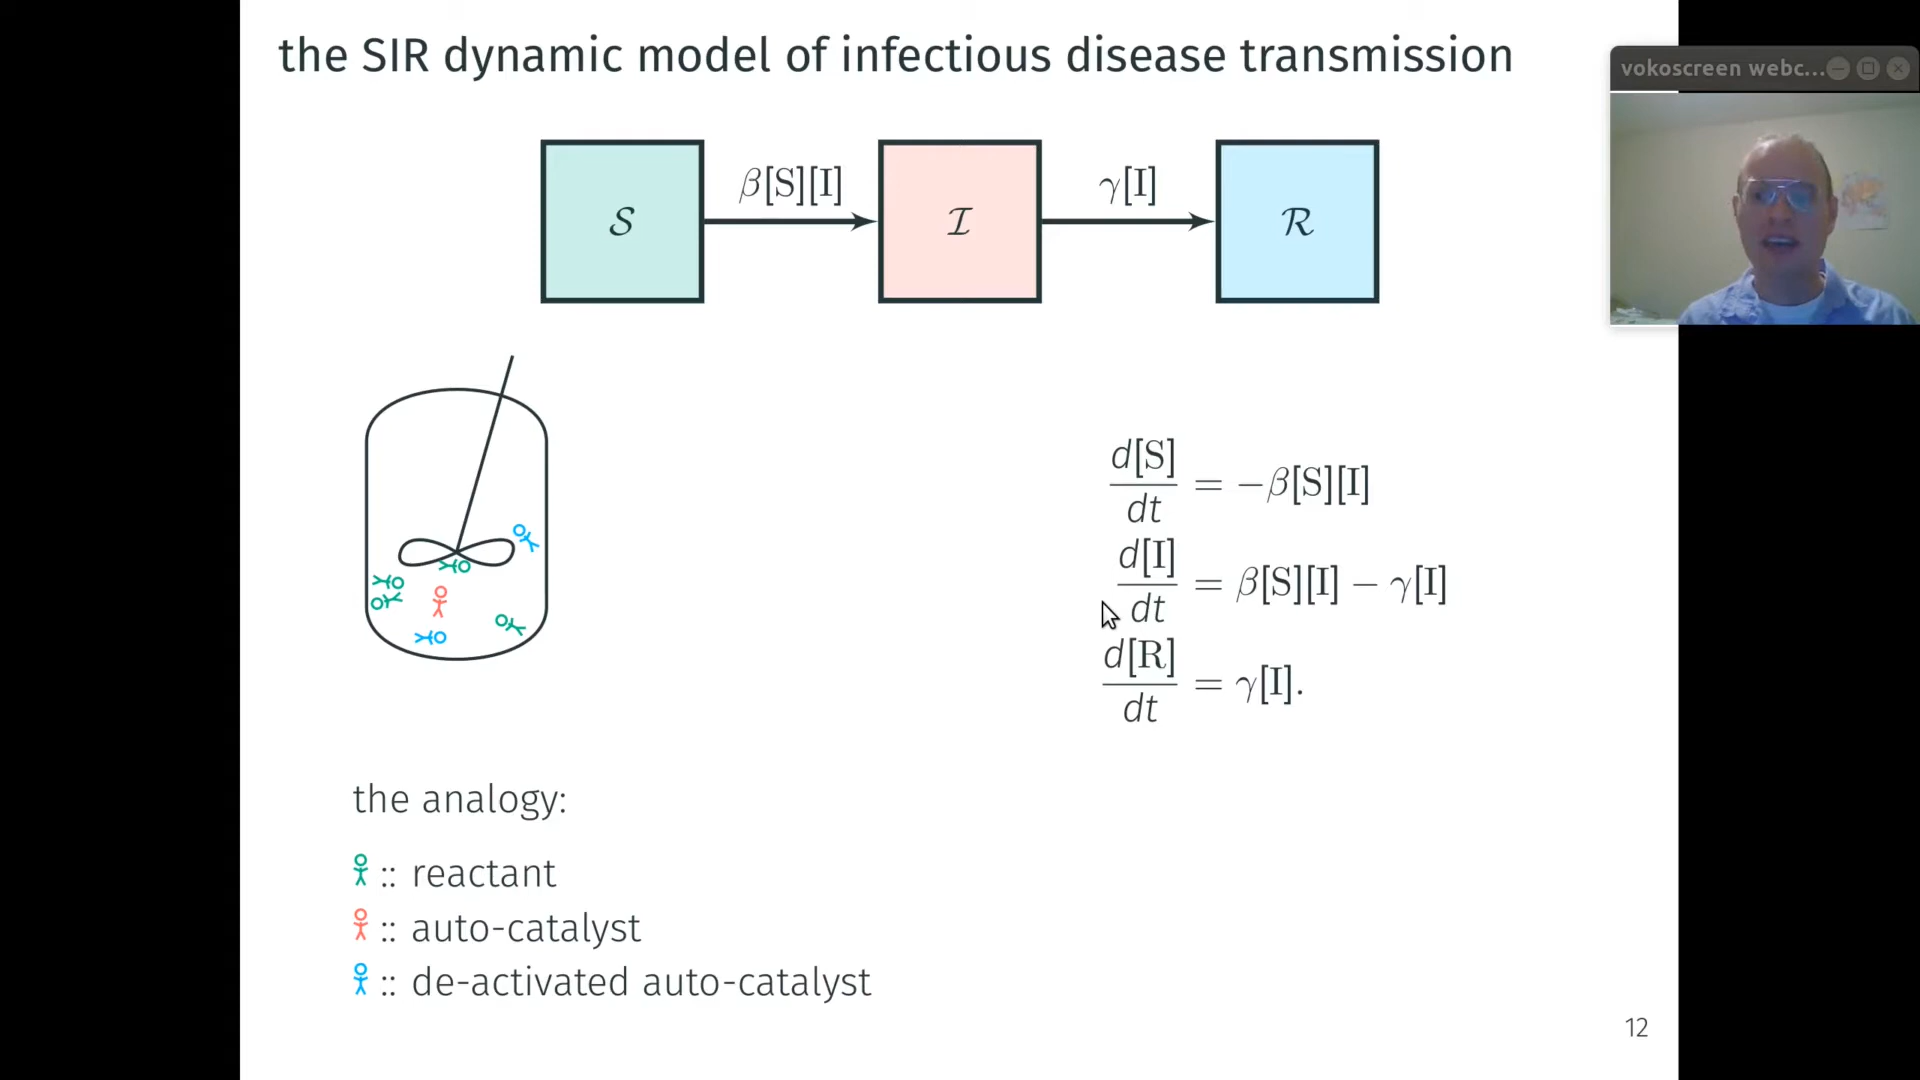 the SIR dynamic model of infectious disease transmission
vokoscreen webc...
β[S][I]
γ[I]
𝒮
ℐ
ℛ
d[S]/dt = −β[S][I]
d[I]/dt = β[S][I] − γ[I]
d[R]/dt = γ[I].
the analogy:
:: reactant
:: auto-catalyst
:: de-activated auto-catalyst
12